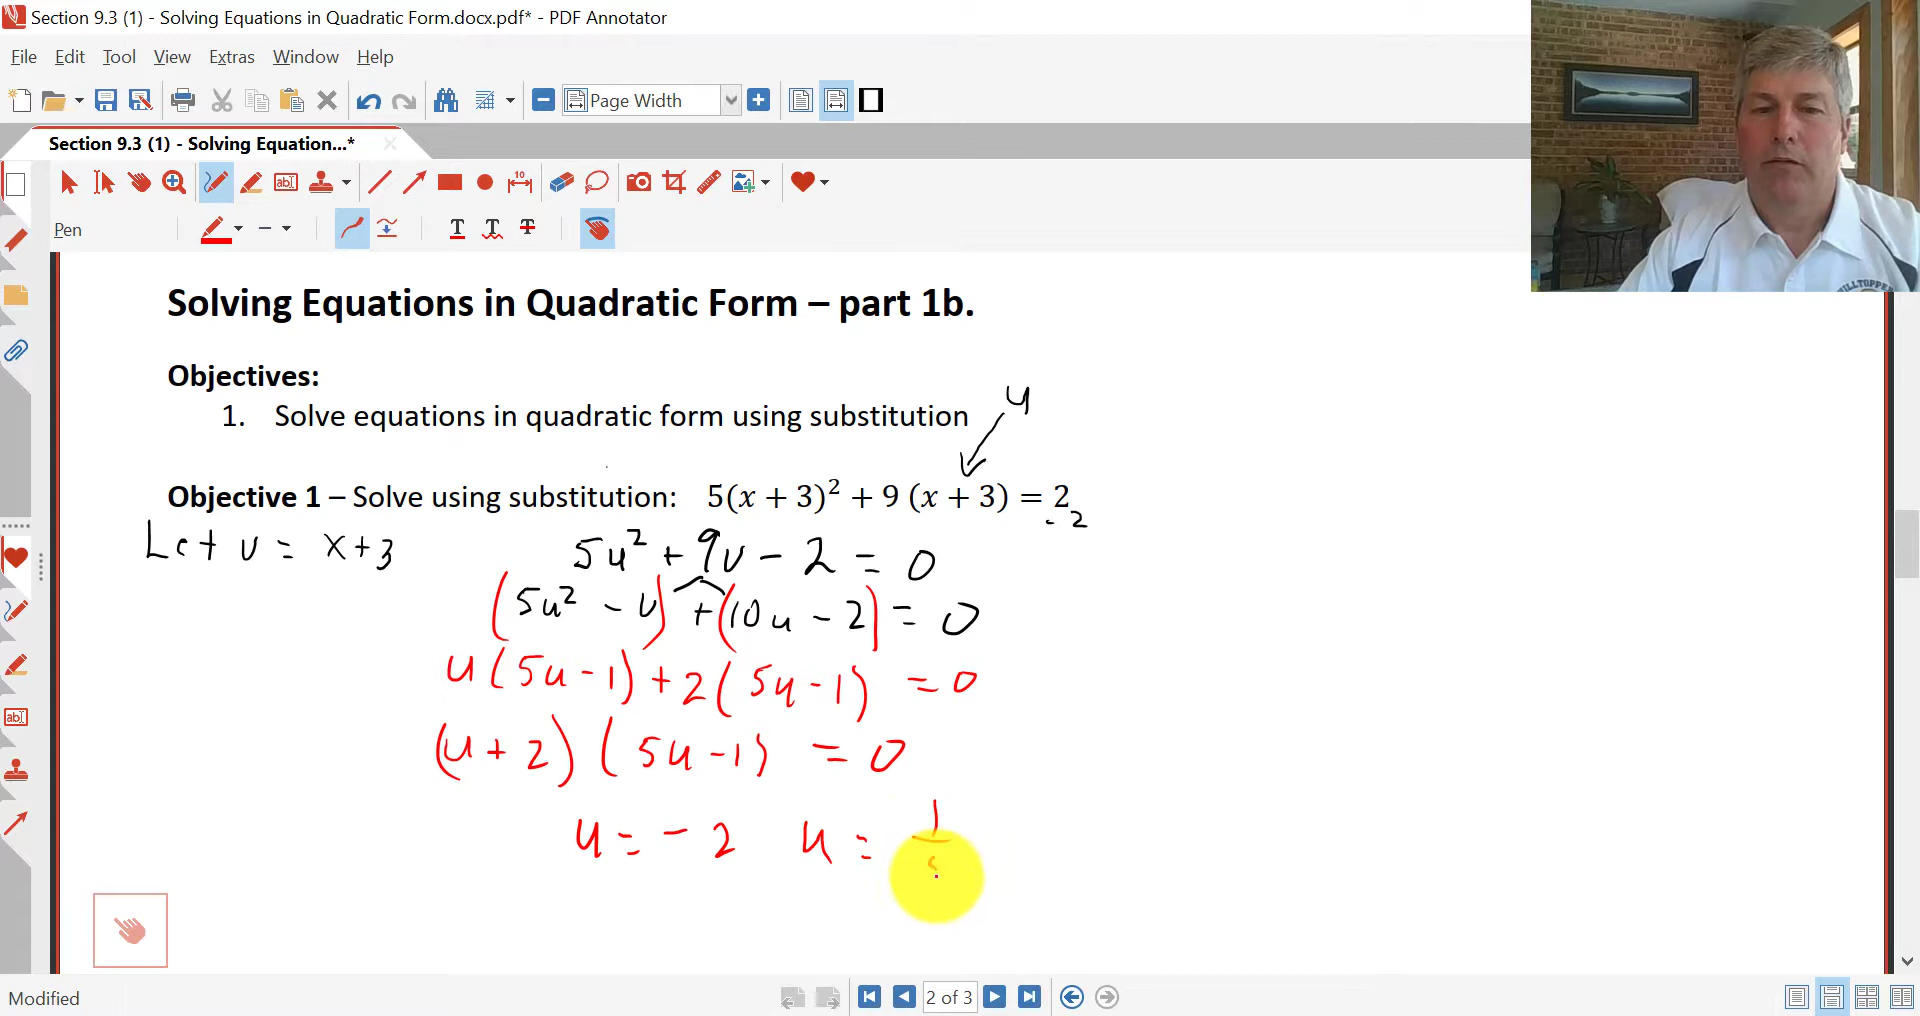 Section 9.3 (1) - Solving Equations in Quadratic Form.docx.pdf* - PDF Annotator
File Edit Tool View Extras Window Help
Page Width
Section 9.3 (1) - Solving Equation...*
ab 10
Pen
T T T
Solving Equations in Quadratic Form – part 1b.
Objectives:
1. Solve equations in quadratic form using substitution
u
Objective 1 – Solve using substitution: 5(x + 3)² + 9 (x + 3) = 2
- 2
Let u = x+3
5u² + 9u - 2 = 0
(5u² - u) + (10u - 2) = 0
u(5u-1) + 2(5u-1) = 0
(u+2)(5u-1) = 0
u = -2 u = 1
ab
Modified
2 of 3